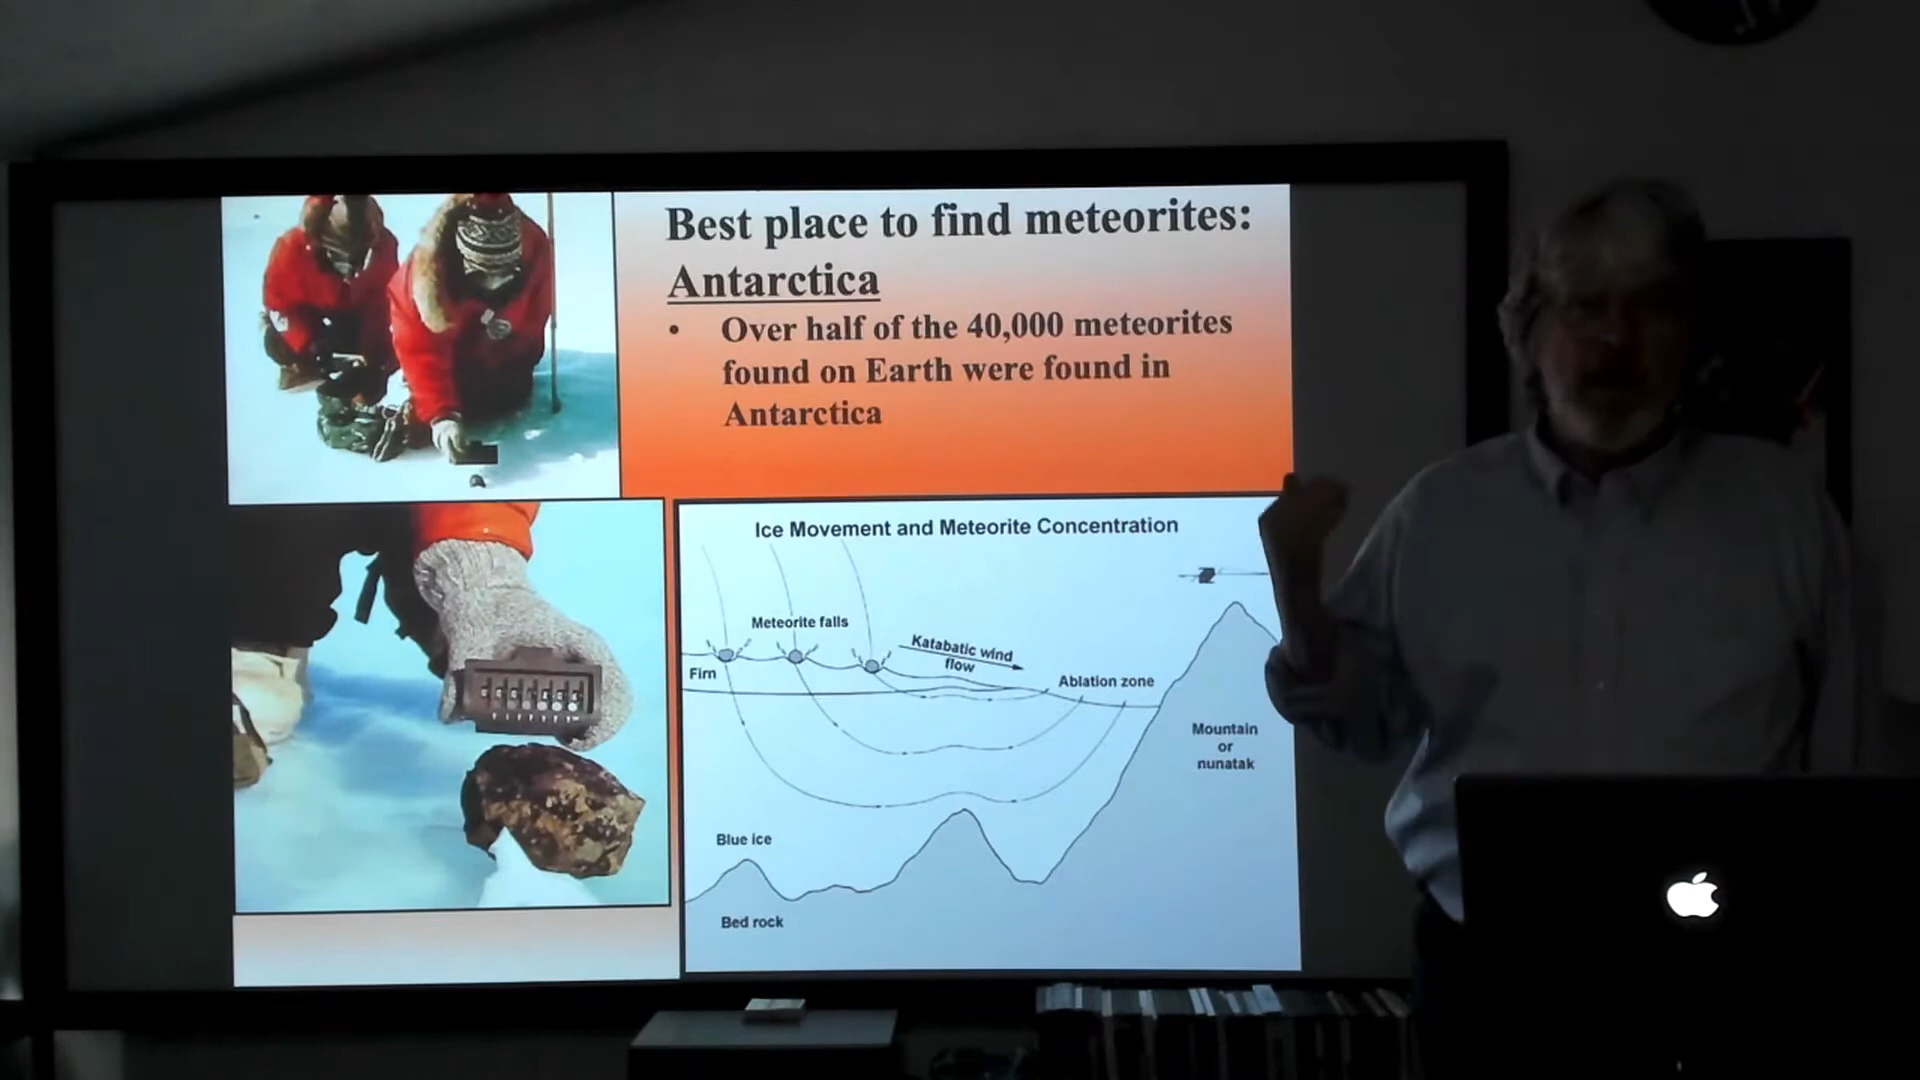 Best place to find meteorites:
Antarctica
• Over half of the 40,000 meteorites
found on Earth were found in
Antarctica
Ice Movement and Meteorite Concentration
Meteorite falls
Katabatic wind
flow
Firn
Ablation zone
Mountain
or
nunatak
Blue ice
Bed rock